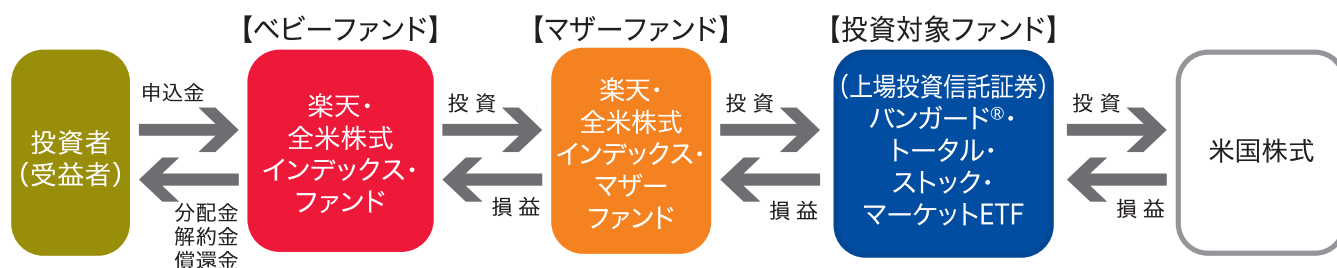 【ベビーファンド】
【マザーファンド】
【投資対象ファンド】
投資者
（受益者）
申込金
分配金
解約金
償還金
楽天・
全米株式
インデックス・
ファンド
投資
損益
楽天・
全米株式
インデックス・
マザー
ファンド
投資
損益
（上場投資信託証券）
バンガード®・
トータル・
ストック・
マーケットETF
投資
損益
米国株式